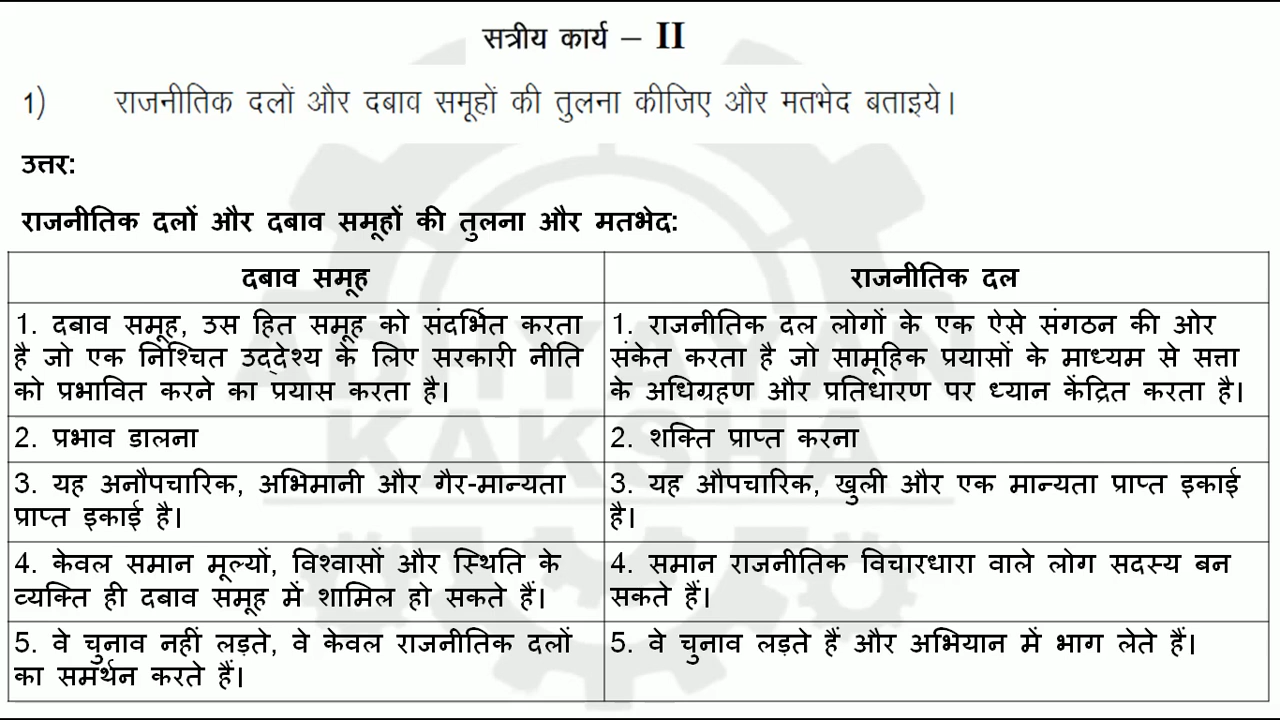 सत्रीय कार्य – II
1) राजनीतिक दलों और दबाव समूहों की तुलना कीजिए और मतभेद बताइये।
उत्तर:
राजनीतिक दलों और दबाव समूहों की तुलना और मतभेद:
दबाव समूह
राजनीतिक दल
1. दबाव समूह, उस हित समूह को संदर्भित करता
है जो एक निश्चित उद्देश्य के लिए सरकारी नीति
को प्रभावित करने का प्रयास करता है।
1. राजनीतिक दल लोगों के एक ऐसे संगठन की ओर
संकेत करता है जो सामूहिक प्रयासों के माध्यम से सत्ता
के अधिग्रहण और प्रतिधारण पर ध्यान केंद्रित करता है।
2. प्रभाव डालना
2. शक्ति प्राप्त करना
3. यह अनौपचारिक, अभिमानी और गैर-मान्यता
प्राप्त इकाई है।
3. यह औपचारिक, खुली और एक मान्यता प्राप्त इकाई
है।
4. केवल समान मूल्यों, विश्वासों और स्थिति के
व्यक्ति ही दबाव समूह में शामिल हो सकते हैं।
4. समान राजनीतिक विचारधारा वाले लोग सदस्य बन
सकते हैं।
5. वे चुनाव नहीं लड़ते, वे केवल राजनीतिक दलों
का समर्थन करते हैं।
5. वे चुनाव लड़ते हैं और अभियान में भाग लेते हैं।
ADHYAYAN
KAKSHA